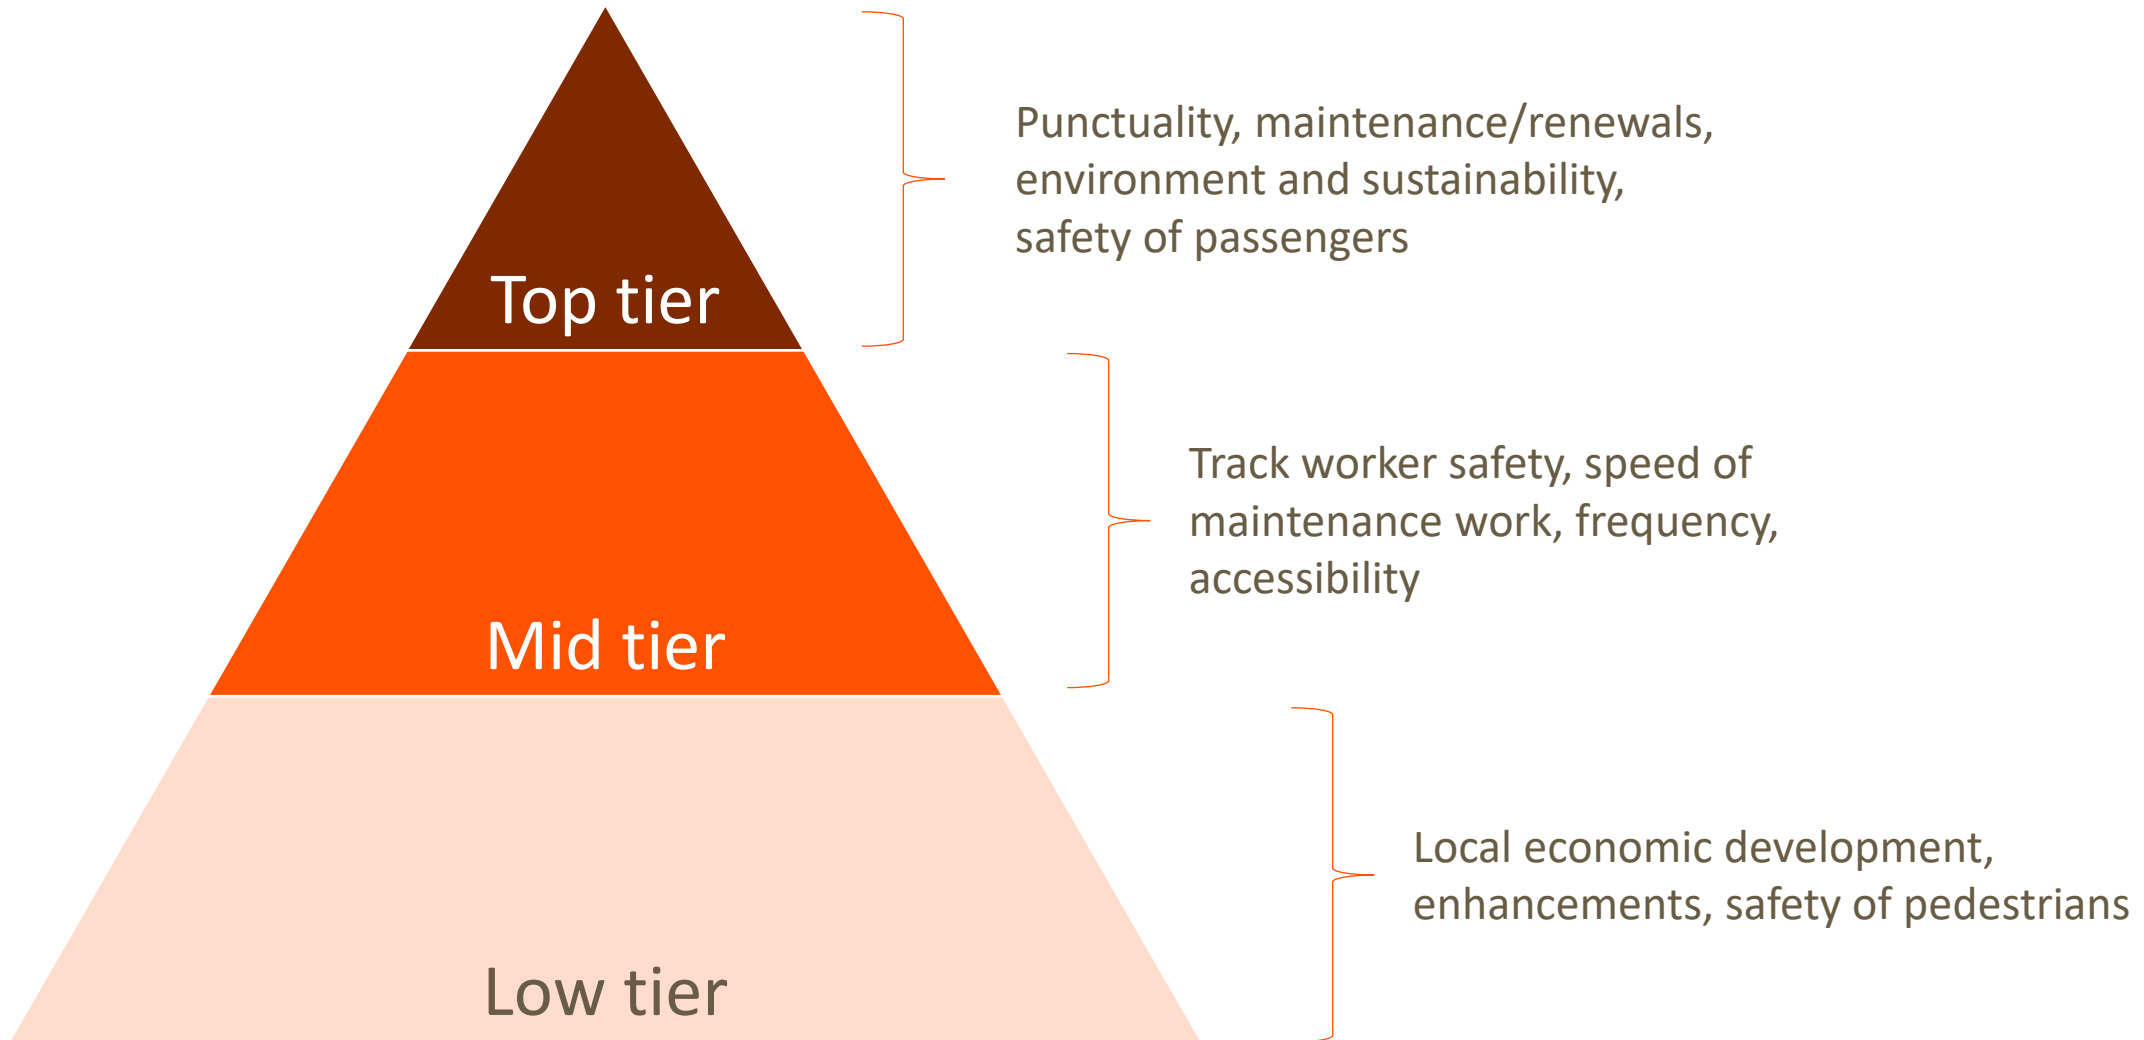 Top tier
Punctuality, maintenance/renewals,
environment and sustainability,
safety of passengers
Mid tier
Track worker safety, speed of
maintenance work, frequency,
accessibility
Low tier
Local economic development,
enhancements, safety of pedestrians